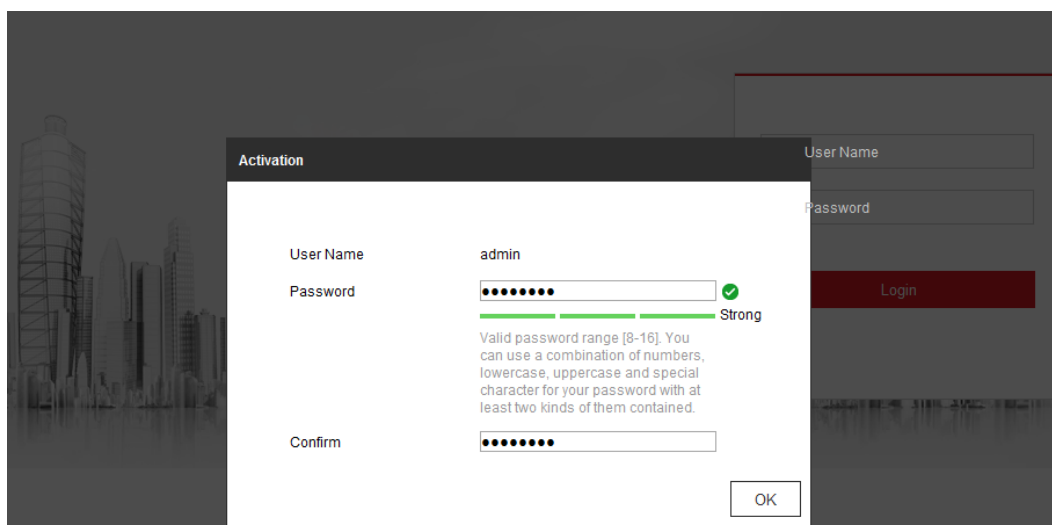 Activation
User Name
Password
Login
User Name admin
Password ●●●●●●●●
Strong
Valid password range [8-16]. You
can use a combination of numbers,
lowercase, uppercase and special
character for your password with at
least two kinds of them contained.
Confirm ●●●●●●●●
OK